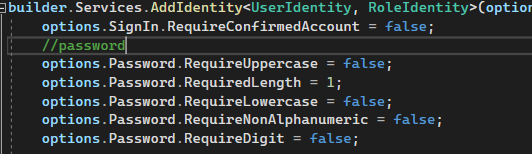 builder.Services.AddIdentity<UserIdentity, RoleIdentity>(option
options.SignIn.RequireConfirmedAccount = false;
//password
options.Password.RequireUppercase = false;
options.Password.RequiredLength = 1;
options.Password.RequireLowercase = false;
options.Password.RequireNonAlphanumeric = false;
options.Password.RequireDigit = false;